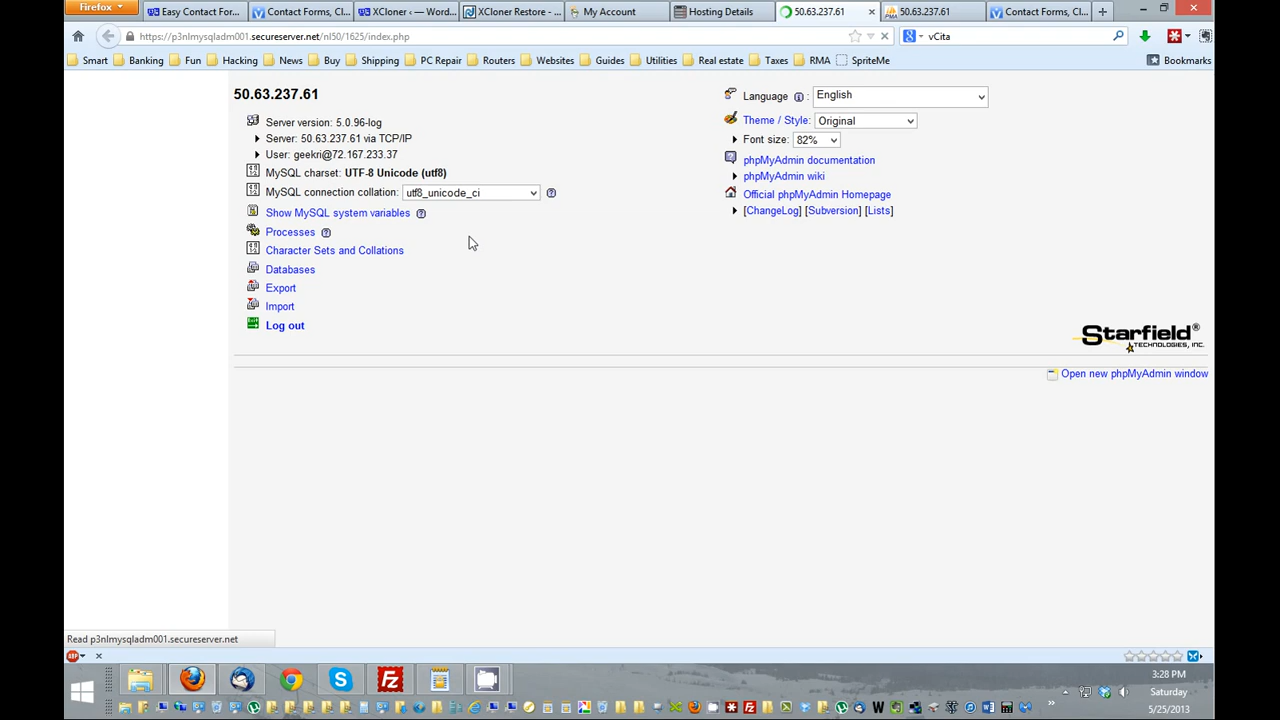 Firefox
Easy Contact For...
Contact Forms, Cl...
XCloner ‹ — Word...
XCloner Restore - ...
My Account
Hosting Details
50.63.237.61
50.63.237.61
Contact Forms, Cl...
https://p3nlmysqladm001.secureserver.net/nl50/1625/index.php
vCita
Smart Banking Fun Hacking News Buy Shipping PC Repair Routers Websites Guides Utilities Real estate Taxes RMA SpriteMe Bookmarks
50.63.237.61
Server version: 5.0.96-log
Server: 50.63.237.61 via TCP/IP
User: geekri@72.167.233.37
MySQL charset: UTF-8 Unicode (utf8)
MySQL connection collation: utf8_unicode_ci
Show MySQL system variables
Processes
Character Sets and Collations
Databases
Export
Import
Log out
Language : English
Theme / Style: Original
Font size: 82%
phpMyAdmin documentation
phpMyAdmin wiki
Official phpMyAdmin Homepage
[ChangeLog] [Subversion] [Lists]
Starfield®
TECHNOLOGIES, INC.
Open new phpMyAdmin window
Read p3nlmysqladm001.secureserver.net
3:28 PM
Saturday
5/25/2013